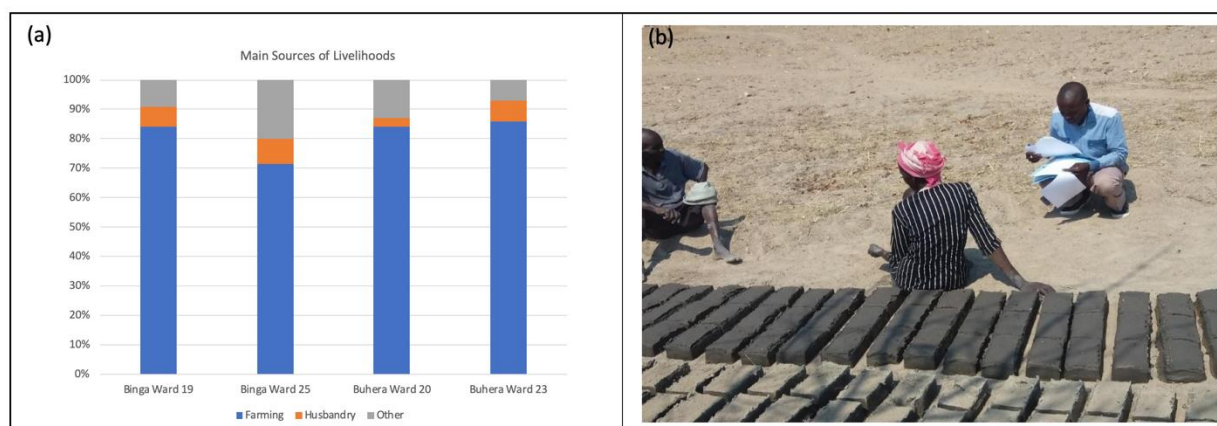 (a)
Main Sources of Livelihoods
100%
90%
80%
70%
60%
50%
40%
30%
20%
10%
0%
Binga Ward 19 Binga Ward 25 Buhera Ward 20 Buhera Ward 23
Farming Husbandry Other
(b)